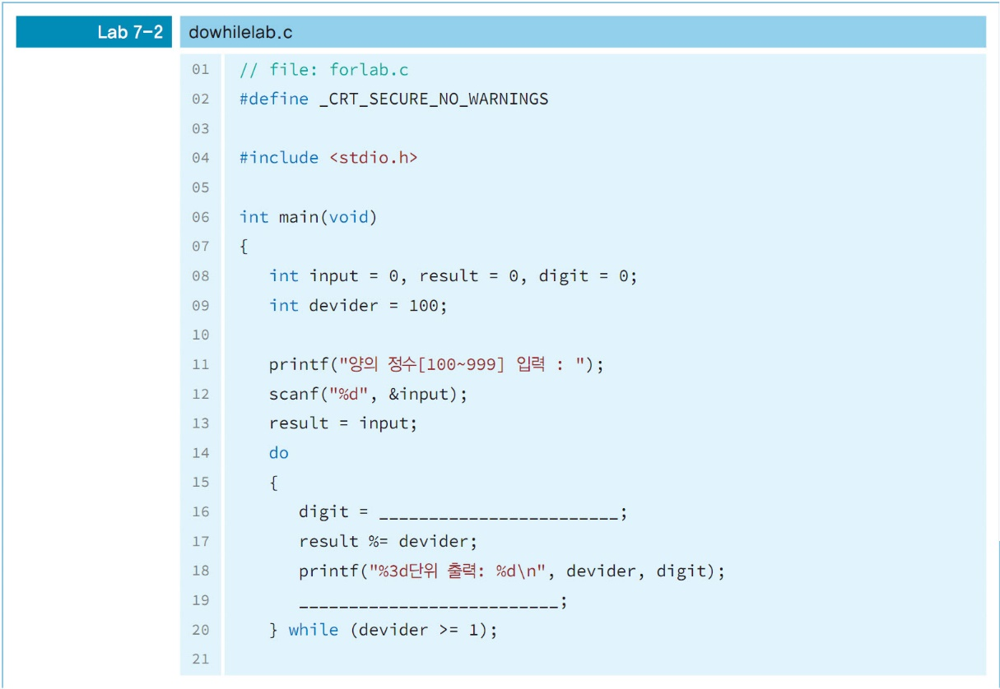 Lab 7-2 dowhilelab.c
01 // file: forlab.c
02 #define _CRT_SECURE_NO_WARNINGS
03
04 #include <stdio.h>
05
06 int main(void)
07 {
08 int input = 0, result = 0, digit = 0;
09 int devider = 100;
10
11 printf("양의 정수[100~999] 입력 : ");
12 scanf("%d", &input);
13 result = input;
14 do
15 {
16 digit = ________________________;
17 result %= devider;
18 printf("%3d단위 출력: %d\n", devider, digit);
19 __________________________;
20 } while (devider >= 1);
21